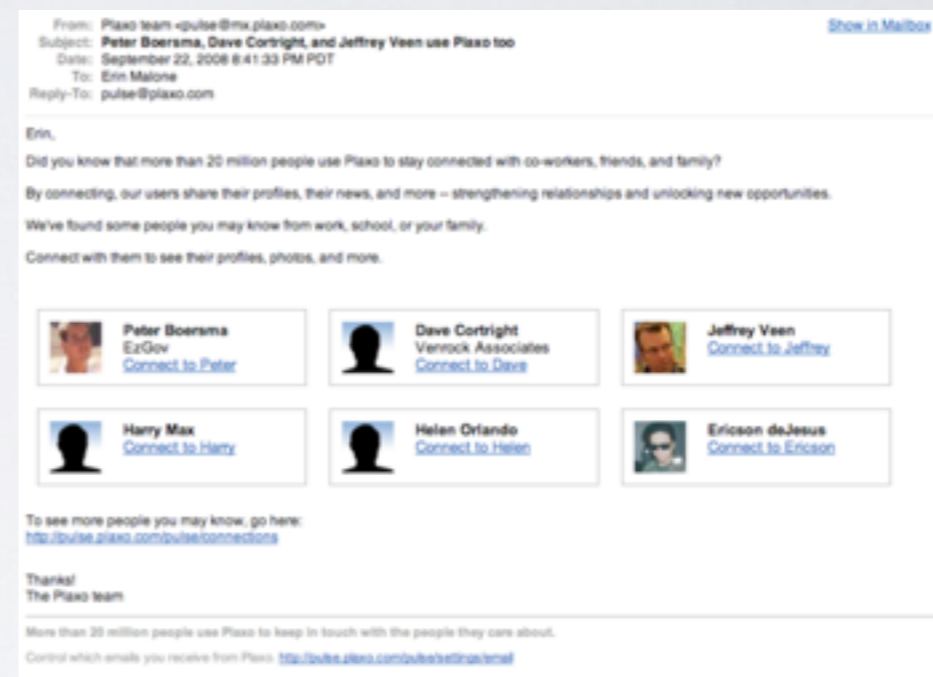 From: Plaxo team <pulse@mx.plaxo.com>
Show in Mailbox
Subject: Peter Boersma, Dave Cortright, and Jeffrey Veen use Plaxo too
Date: September 22, 2008 8:41:33 PM PDT
To: Erin Malone
Reply-To: pulse@plaxo.com
Erin,
Did you know that more than 20 million people use Plaxo to stay connected with co-workers, friends, and family?
By connecting, our users share their profiles, their news, and more -- strengthening relationships and unlocking new opportunities.
We've found some people you may know from work, school, or your family.
Connect with them to see their profiles, photos, and more.
Peter Boersma
EzGov
Connect to Peter
Dave Cortright
Venrock Associates
Connect to Dave
Jeffrey Veen
Connect to Jeffrey
Harry Max
Connect to Harry
Helen Orlando
Connect to Helen
Ericson deJesus
Connect to Ericson
To see more people you may know, go here:
http://pulse.plaxo.com/pulse/connections
Thanks!
The Plaxo team
More than 20 million people use Plaxo to keep in touch with the people they care about.
Control which emails you receive from Plaxo. http://pulse.plaxo.com/pulse/settings/email